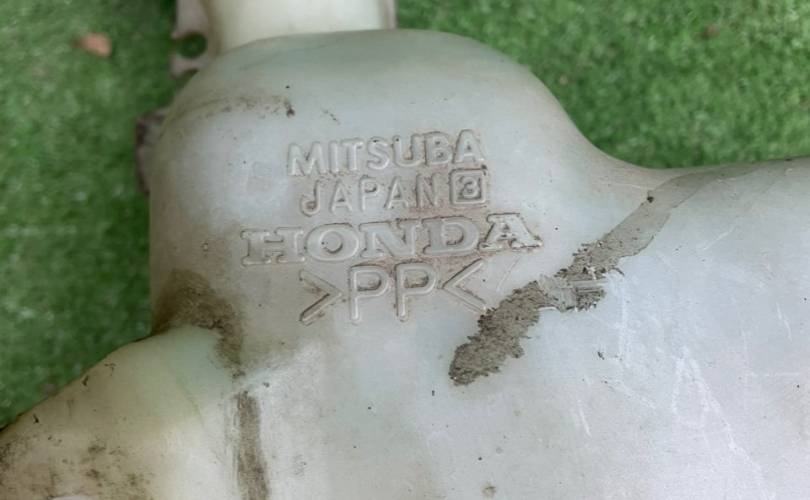 MITSUBA
JAPAN 3
HONDA
>PP<